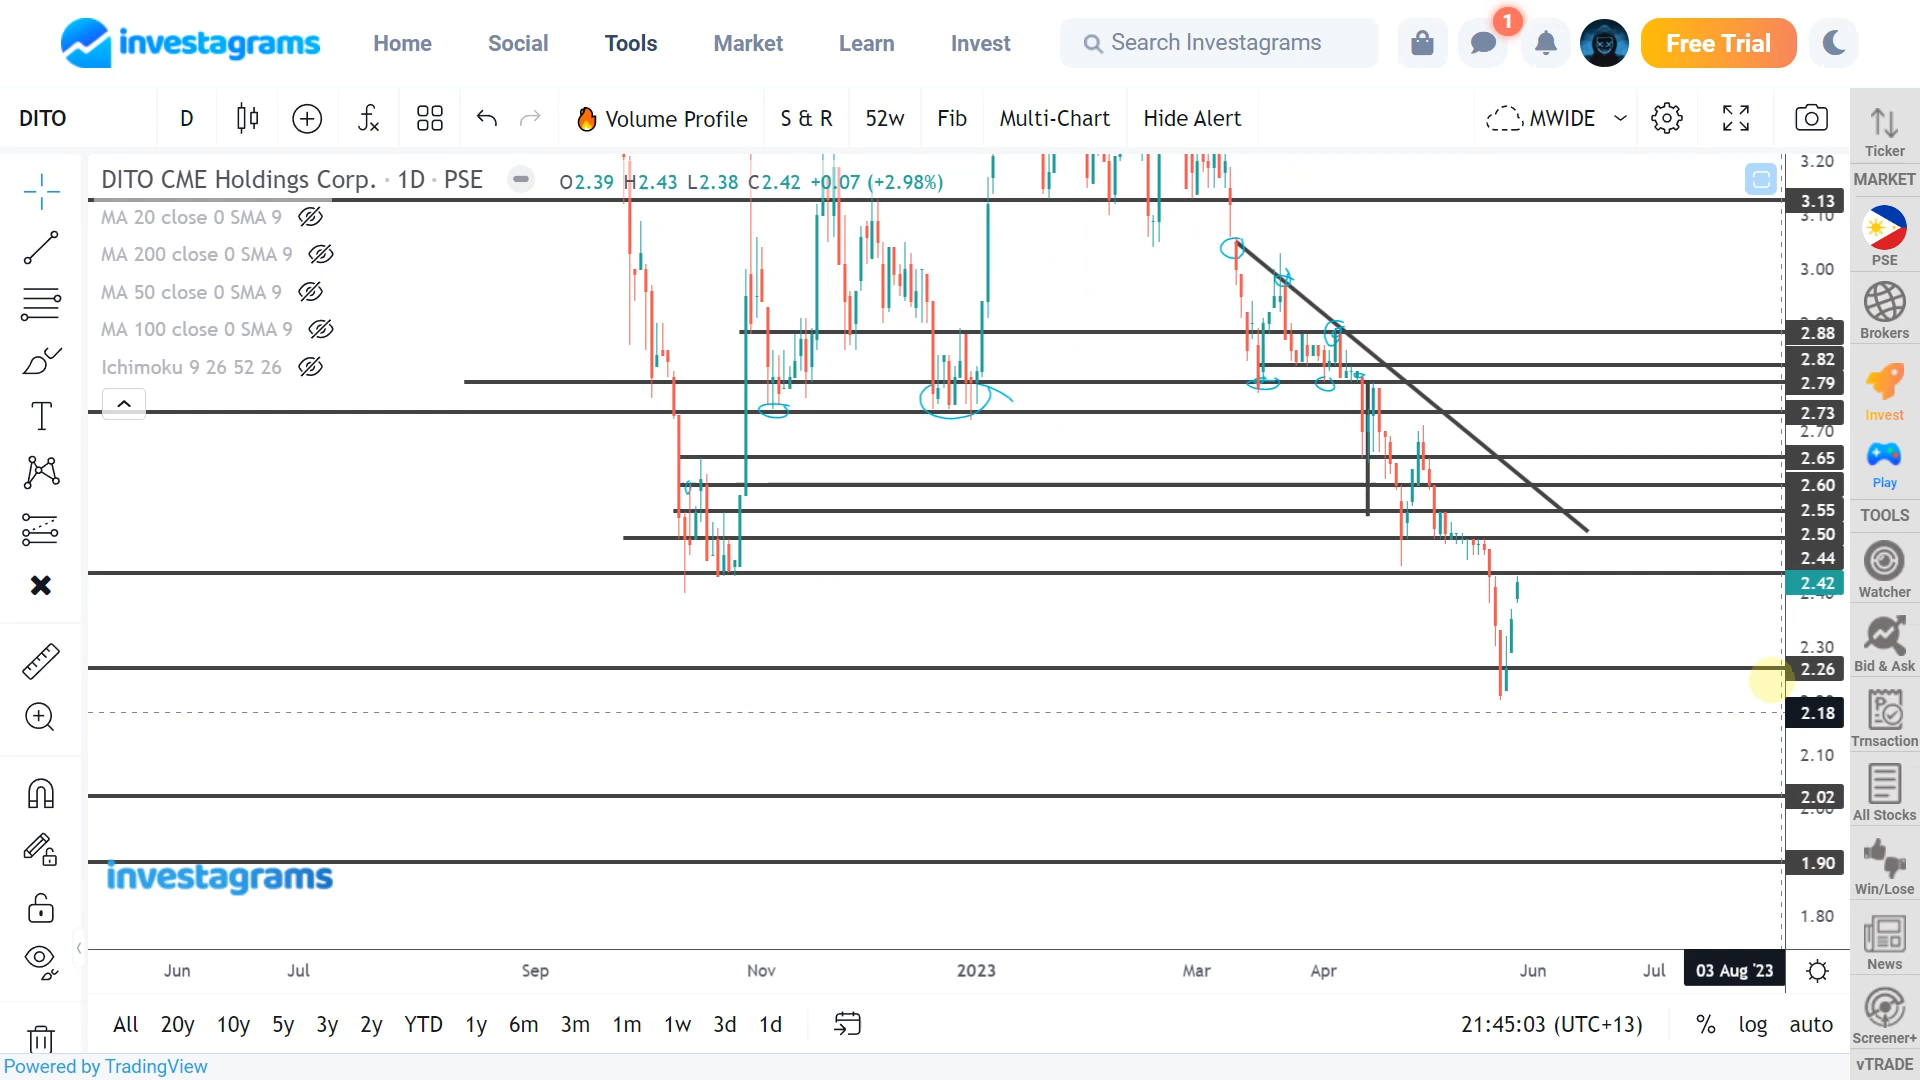 investagrams
Home Social Tools Market Learn Invest
Search Investagrams
1
Free Trial
DITO
D
Volume Profile S & R 52w Fib Multi-Chart Hide Alert
MWIDE
DITO CME Holdings Corp. · 1D · PSE
O2.39 H2.43 L2.38 C2.42 +0.07 (+2.98%)
MA 20 close 0 SMA 9
MA 200 close 0 SMA 9
MA 50 close 0 SMA 9
MA 100 close 0 SMA 9
Ichimoku 9 26 52 26
3.20
3.13
3.10
3.00
2.88
2.82
2.79
2.73
2.70
2.65
2.60
2.55
2.50
2.44
2.42
2.40
2.30
2.26
2.18
2.10
2.02
2.00
1.90
1.80
investagrams
Jun Jul Sep Nov 2023 Mar Apr Jun Jul 03 Aug '23
All 20y 10y 5y 3y 2y YTD 1y 6m 3m 1m 1w 3d 1d
21:45:03 (UTC+13) % log auto
Powered by TradingView
Ticker
MARKET
PSE
Brokers
Invest
Play
TOOLS
Watcher
Bid & Ask
Trnsaction
All Stocks
Win/Lose
News
Screener+
vTRADE